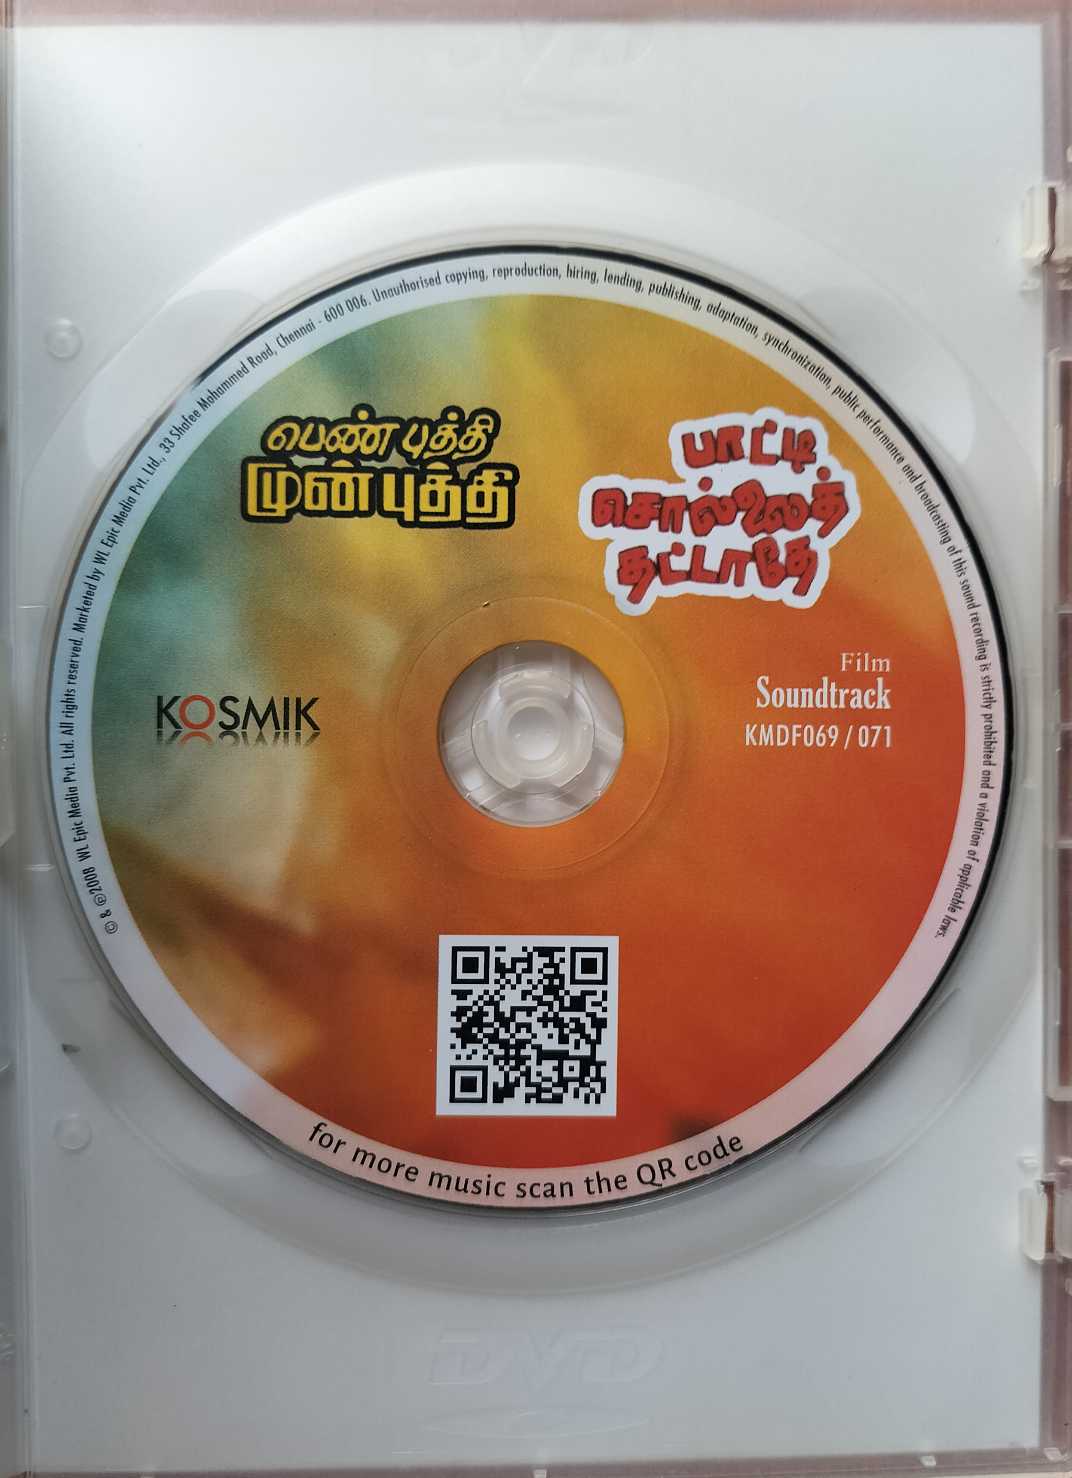 © & ℗ 2008 WL Epic Media Pvt. Ltd. All rights reserved. Marketed by WL Epic Media Pvt. Ltd., 33 Shafee Mohammed Road, Chennai - 600 006. Unauthorised copying, reproduction, hiring, lending, publishing, adaptation, synchronization, public performance and broadcasting of this sound recording is strictly prohibited and a violation of applicable laws.
பெண் புத்தி
முன் புத்தி
பாட்டி
சொல்லைத்
தட்டாதே
KOSMIK
Film
Soundtrack
KMDF069 / 071
for more music scan the QR code
DVD
DVD